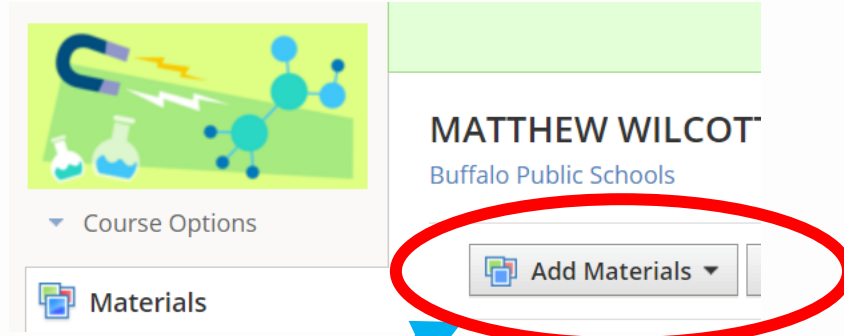 Course Options
Materials
MATTHEW WILCOTT
Buffalo Public Schools
Add Materials